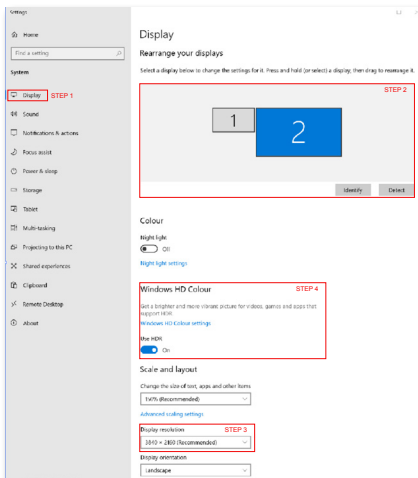 Settings
Home
Find a setting
System
Display STEP 1
Sound
Notifications & actions
Focus assist
Power & sleep
Storage
Tablet
Multi-tasking
Projecting to this PC
Shared experiences
Clipboard
Remote Desktop
About
Display
Rearrange your displays
Select a display below to change the settings for it. Press and hold (or select) a display, then drag to rearrange it.
STEP 2
1 2
Identify Detect
Colour
Night light
Off
Night light settings
Windows HD Colour STEP 4
Get a brighter and more vibrant picture for videos, games and apps that
support HDR.
Windows HD Colour settings
Use HDR
On
Scale and layout
Change the size of text, apps and other items
150% (Recommended)
Advanced scaling settings
Display resolution STEP 3
3840 × 2160 (Recommended)
Display orientation
Landscape